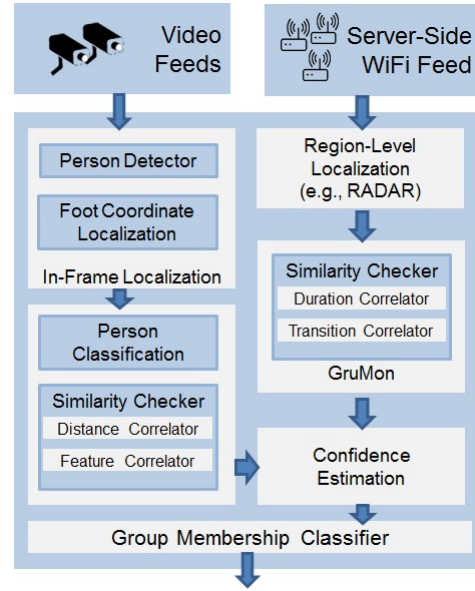 Video
Feeds
Server-Side
WiFi Feed
Person Detector
Foot Coordinate
Localization
In-Frame Localization
Person
Classification
Similarity Checker
Distance Correlator
Feature Correlator
Region-Level
Localization
(e.g., RADAR)
Similarity Checker
Duration Correlator
Transition Correlator
GruMon
Confidence
Estimation
Group Membership Classifier